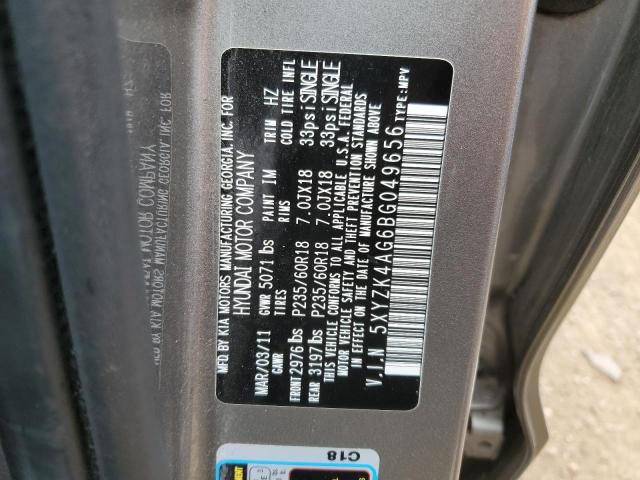 MFD BY KIA MOTORS MANUFACTURING GEORGIA, INC. FOR
HYUNDAI MOTOR COMPANY
MAR/03/11 GVWR 5071 lbs PAINT IM TRIM HZ
GAWR TIRES RIMS COLD TIRE INFL
FRONT 2976 lbs P235/60R18 7.0JX18 33psi SINGLE
REAR 3197 lbs P235/60R18 7.0JX18 33psi SINGLE
THIS VEHICLE CONFORMS TO ALL APPLICABLE U.S.A. FEDERAL
MOTOR VEHICLE SAFETY AND THEFT PREVENTION STANDARDS
IN EFFECT ON THE DATE OF MANUFACTURE SHOWN ABOVE
V.I.N 5XYZK4AG6BG049656 TYPE:MPV
C18